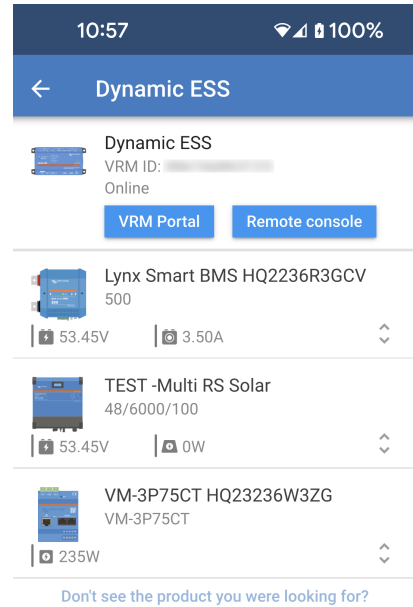 10:57
100%
Dynamic ESS
Dynamic ESS
VRM ID:
Online
VRM Portal
Remote console
Lynx Smart BMS HQ2236R3GCV
500
53.45V
3.50A
TEST -Multi RS Solar
48/6000/100
53.45V
0W
VM-3P75CT HQ23236W3ZG
VM-3P75CT
235W
Don't see the product you were looking for?